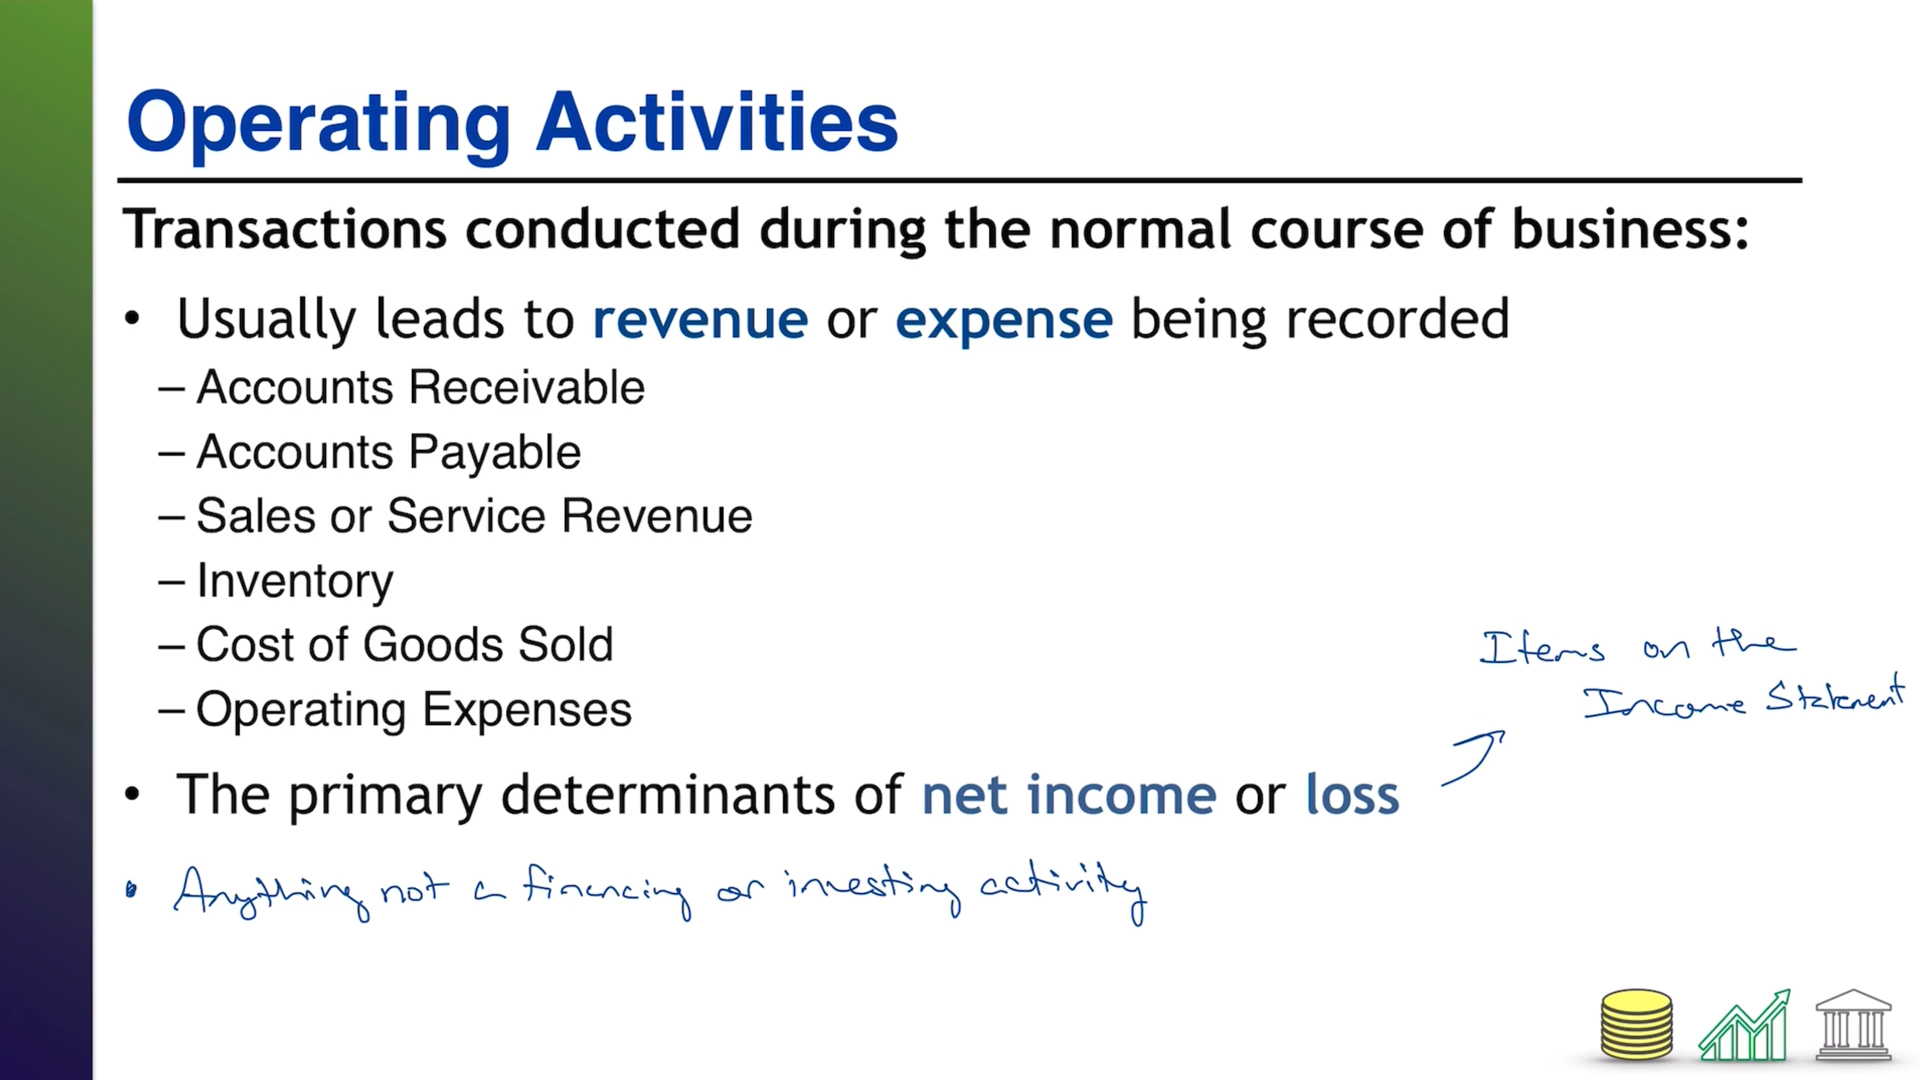 Operating Activities
Transactions conducted during the normal course of business:
• Usually leads to revenue or expense being recorded
– Accounts Receivable
– Accounts Payable
– Sales or Service Revenue
– Inventory
– Cost of Goods Sold
– Operating Expenses
Items on the
Income Statement
• The primary determinants of net income or loss
• Anything not a financing or investing activity